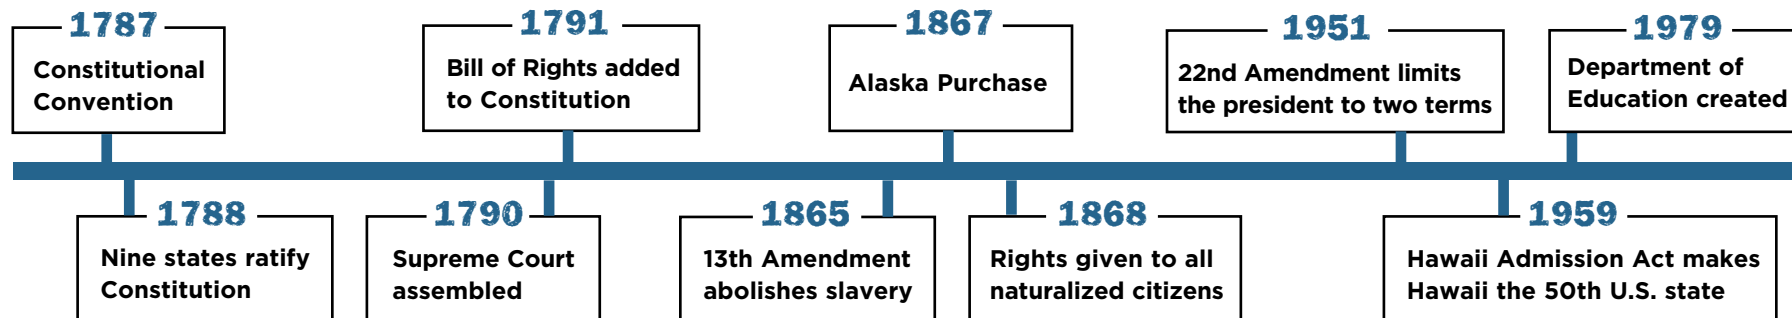 1787
Constitutional
Convention
1788
Nine states ratify
Constitution
1790
Supreme Court
assembled
1791
Bill of Rights added
to Constitution
1865
13th Amendment
abolishes slavery
1867
Alaska Purchase
1868
Rights given to all
naturalized citizens
1951
22nd Amendment limits
the president to two terms
1959
Hawaii Admission Act makes
Hawaii the 50th U.S. state
1979
Department of
Education created